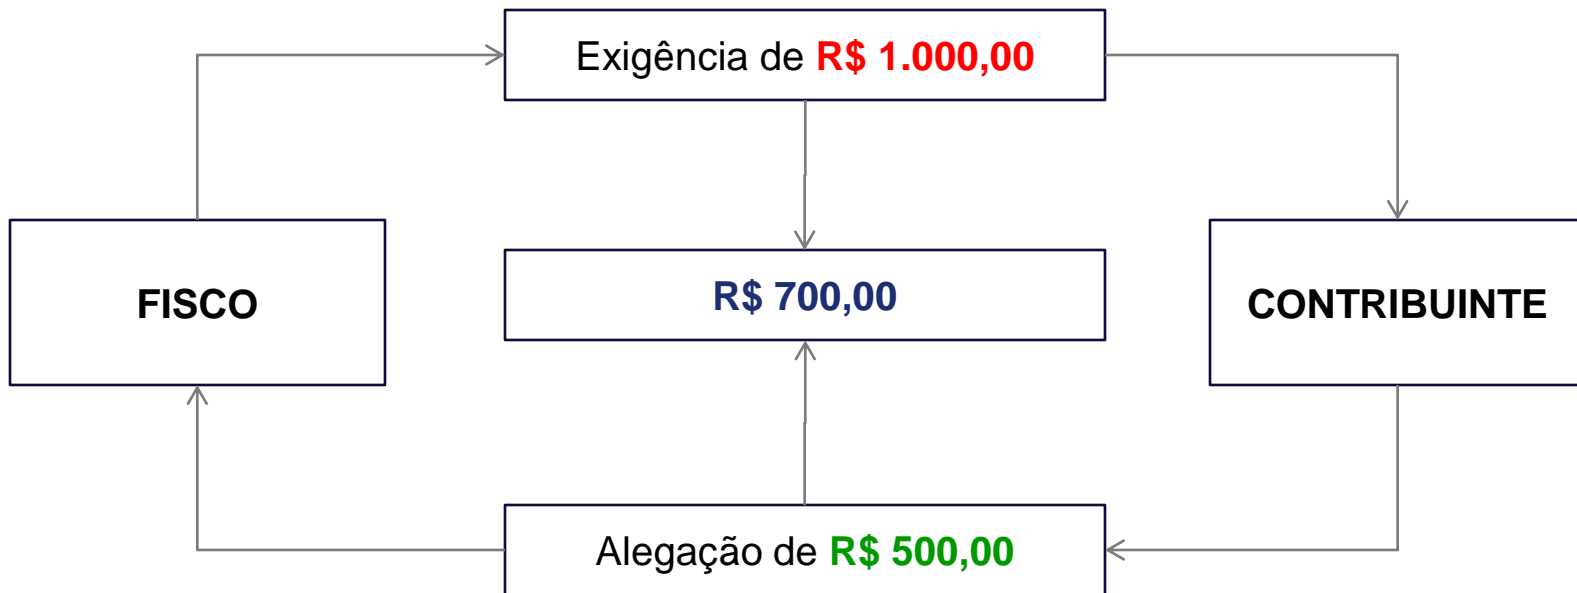 Exigência de R$ 1.000,00
FISCO
R$ 700,00
CONTRIBUINTE
Alegação de R$ 500,00